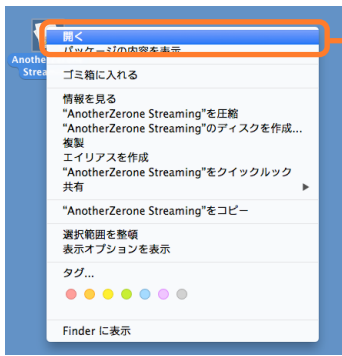 開く
パッケージの内容を表示
Anothe
Strea
ゴミ箱に入れる
情報を見る
“AnotherZerone Streaming”を圧縮
“AnotherZerone Streaming”のディスクを作成...
複製
エイリアスを作成
“AnotherZerone Streaming”をクイックルック
共有
“AnotherZerone Streaming”をコピー
選択範囲を整頓
表示オプションを表示
タグ...
Finder に表示